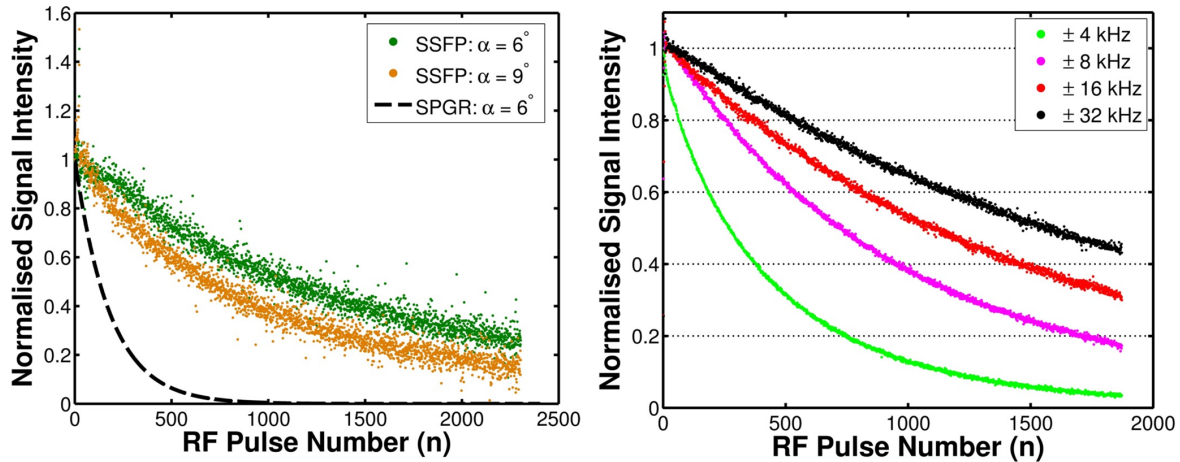 1.6
1.4
1.2
1
0.8
0.6
0.4
0.2
0
0 500 1000 1500 2000 2500
Normalised Signal Intensity
RF Pulse Number (n)
SSFP: α = 6°
SSFP: α = 9°
SPGR: α = 6°
1
0.8
0.6
0.4
0.2
0
0 500 1000 1500 2000
Normalised Signal Intensity
RF Pulse Number (n)
± 4 kHz
± 8 kHz
± 16 kHz
± 32 kHz